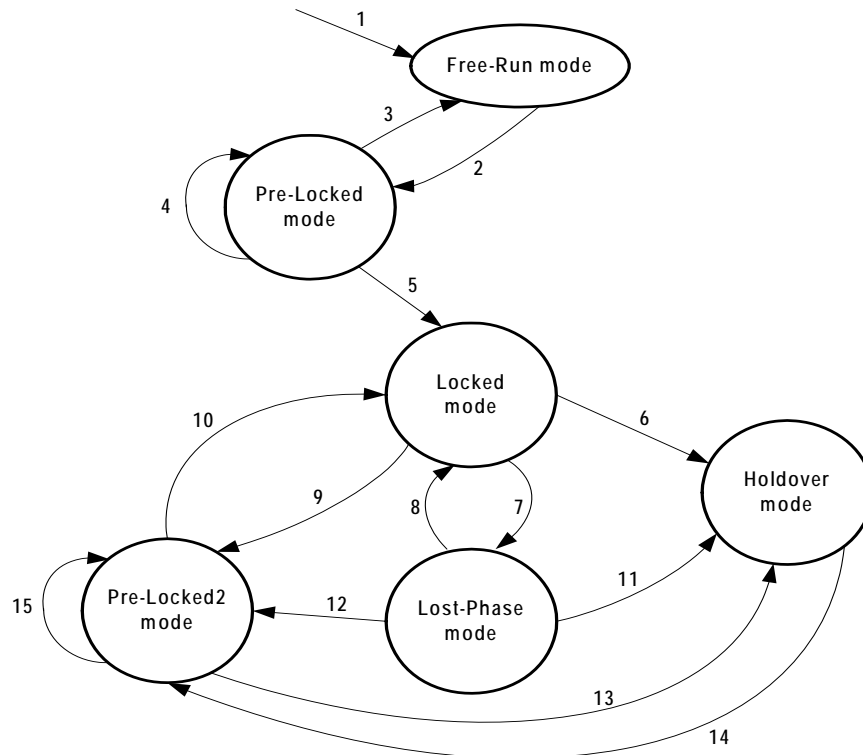 1
Free-Run mode
3
2
Pre-Locked
mode
4
5
Locked
mode
10
6
Holdover
mode
9
8
7
Pre-Locked2
mode
15
12
Lost-Phase
mode
11
13
14